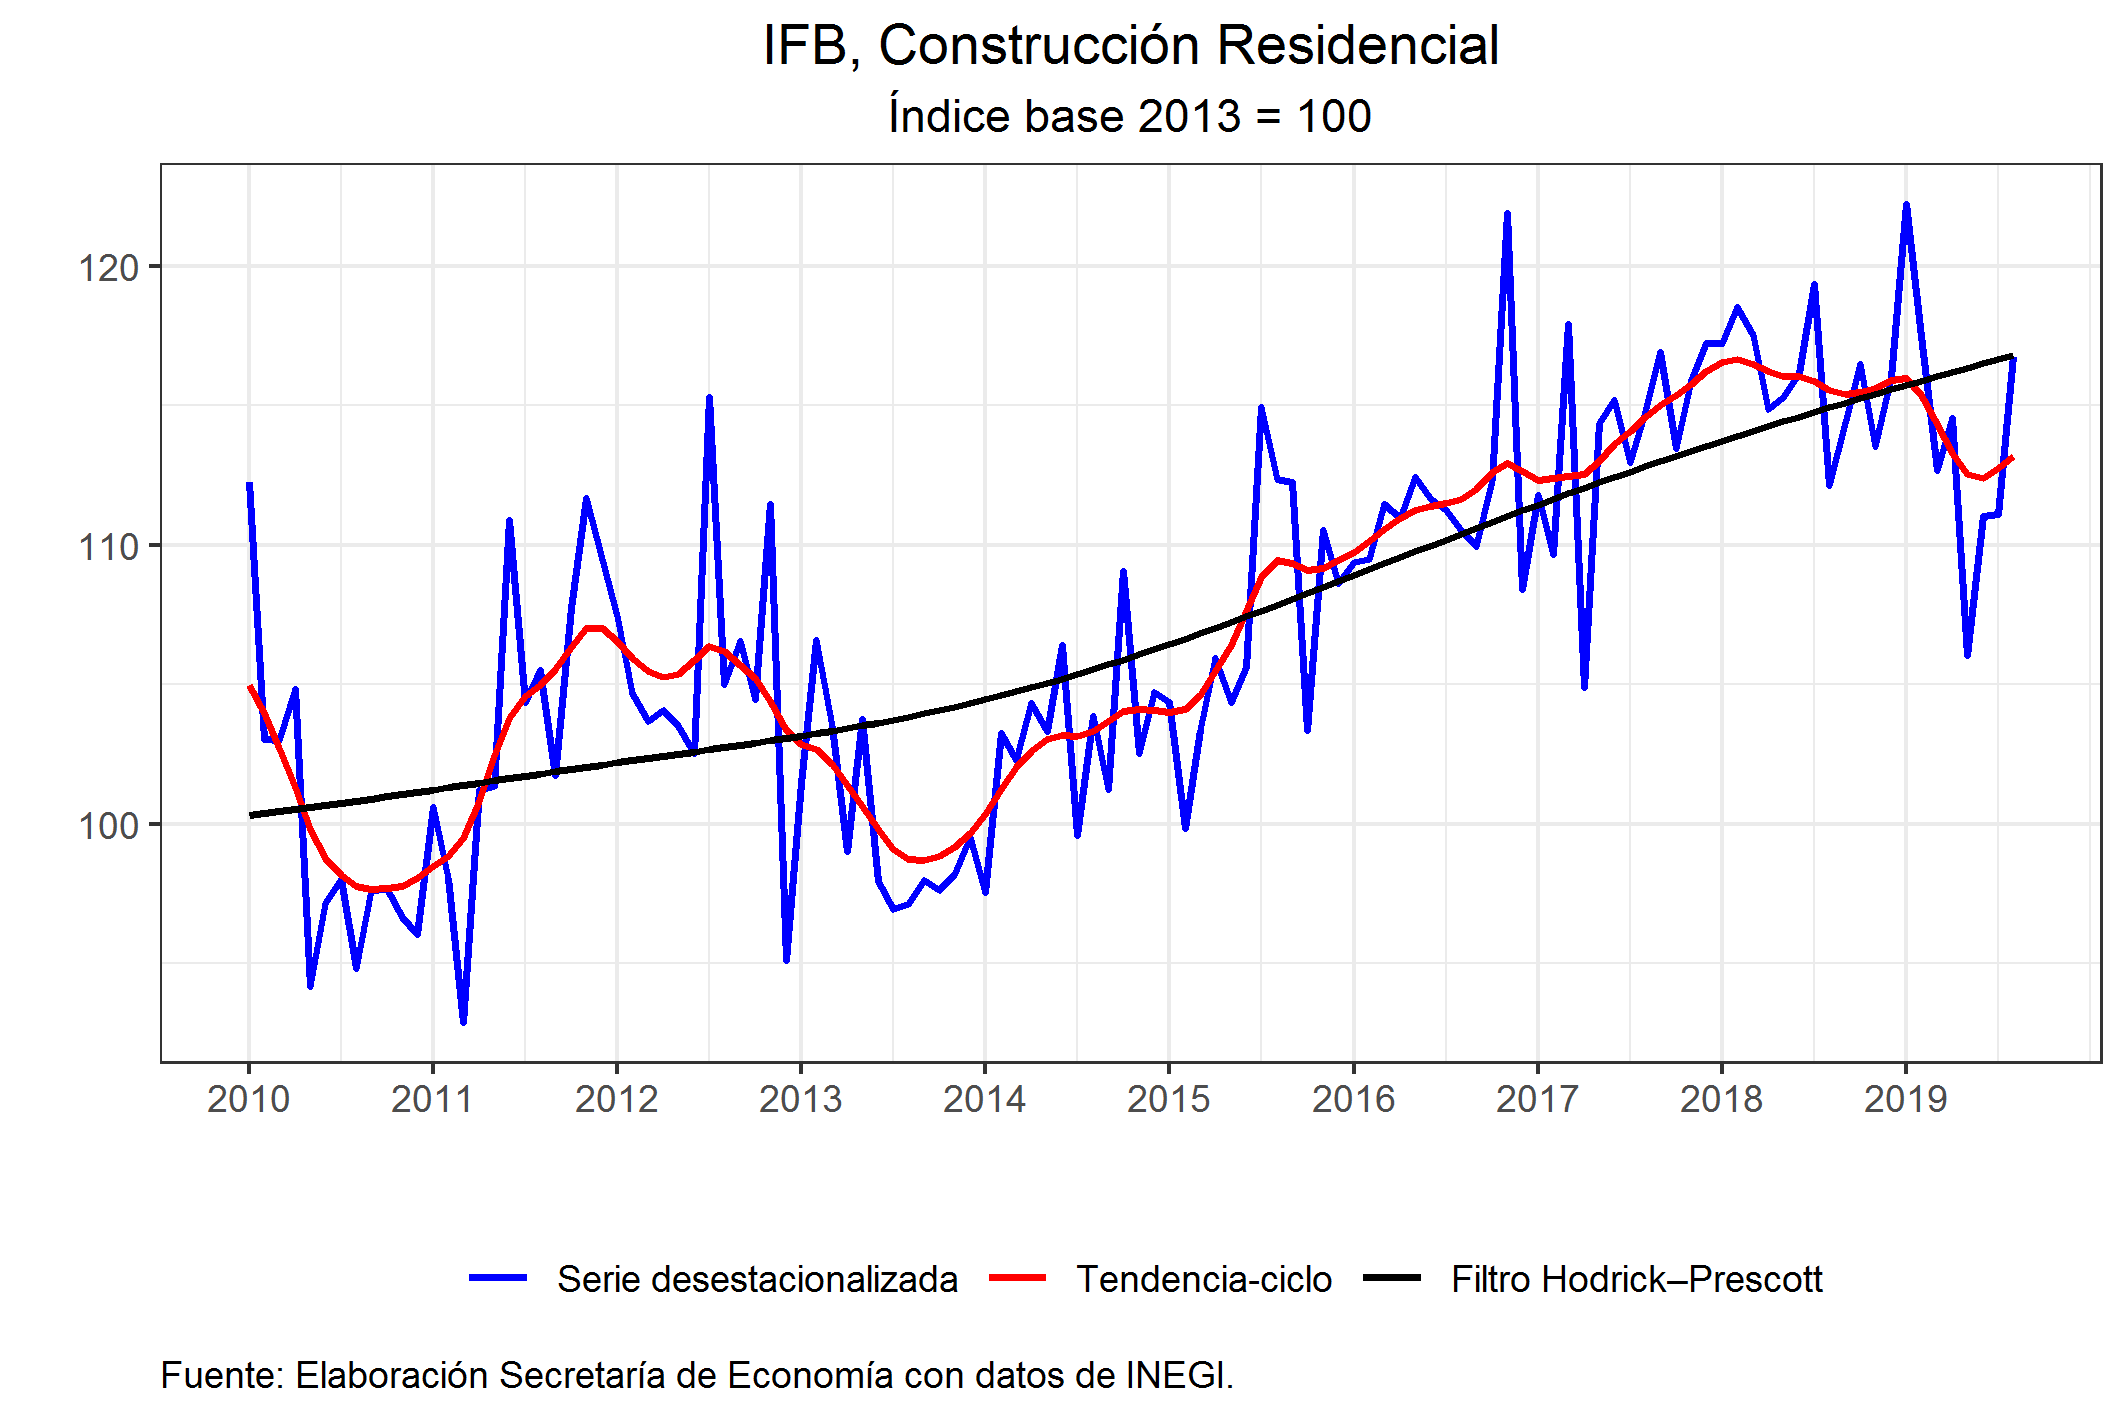 IFB, Construcción Residencial
Índice base 2013 = 100
120
110
100
2010 2011 2012 2013 2014 2015 2016 2017 2018 2019
Serie desestacionalizada Tendencia-ciclo Filtro Hodrick–Prescott
Fuente: Elaboración Secretaría de Economía con datos de INEGI.